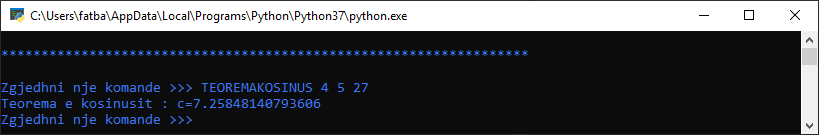 C:\Users\fatba\AppData\Local\Programs\Python\Python37\python.exe
******************************************************************
Zgjedhni nje komande >>> TEOREMAKOSINUS 4 5 27
Teorema e kosinusit : c=7.25848140793606
Zgjedhni nje komande >>>